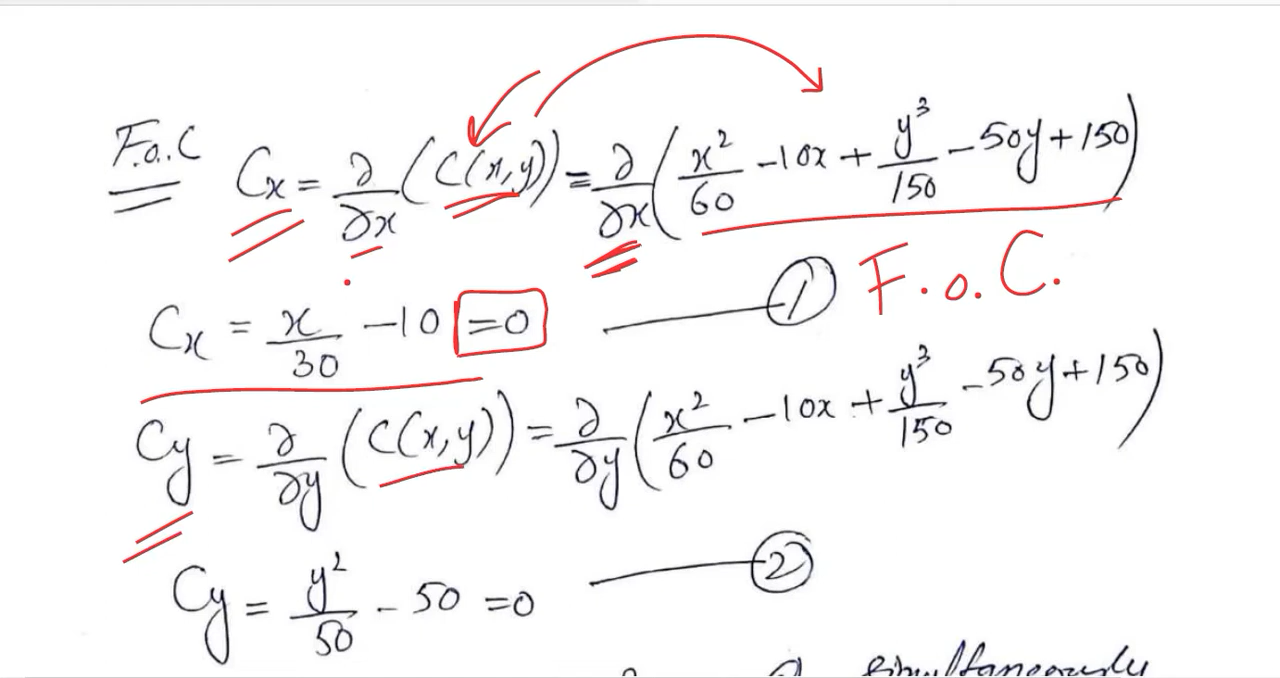 F.o.C Cx = ∂/∂x (C(x,y)) = ∂/∂x (x²/60 - 10x + y³/150 - 50y + 150)
F.o.C.
Cx = x/30 - 10 = 0 ——— ①
Cy = ∂/∂y (C(x,y)) = ∂/∂y (x²/60 - 10x + y³/150 - 50y + 150)
Cy = y²/50 - 50 = 0 ——— ②
simultaneously